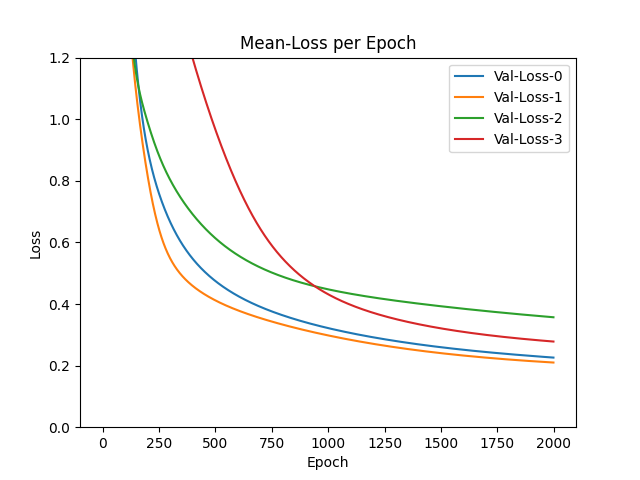 Mean-Loss per Epoch
1.2
1.0
0.8
0.6
0.4
0.2
0.0
Loss
Val-Loss-0
Val-Loss-1
Val-Loss-2
Val-Loss-3
0 250 500 750 1000 1250 1500 1750 2000
Epoch